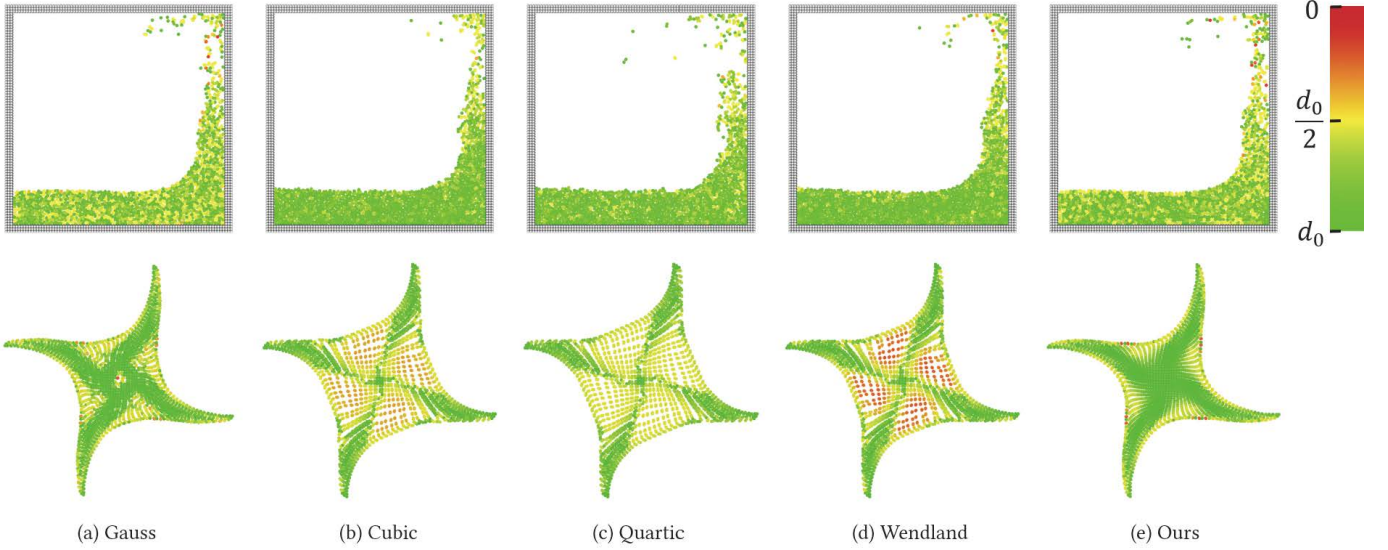 0
d₀
2
d₀
(a) Gauss
(b) Cubic
(c) Quartic
(d) Wendland
(e) Ours